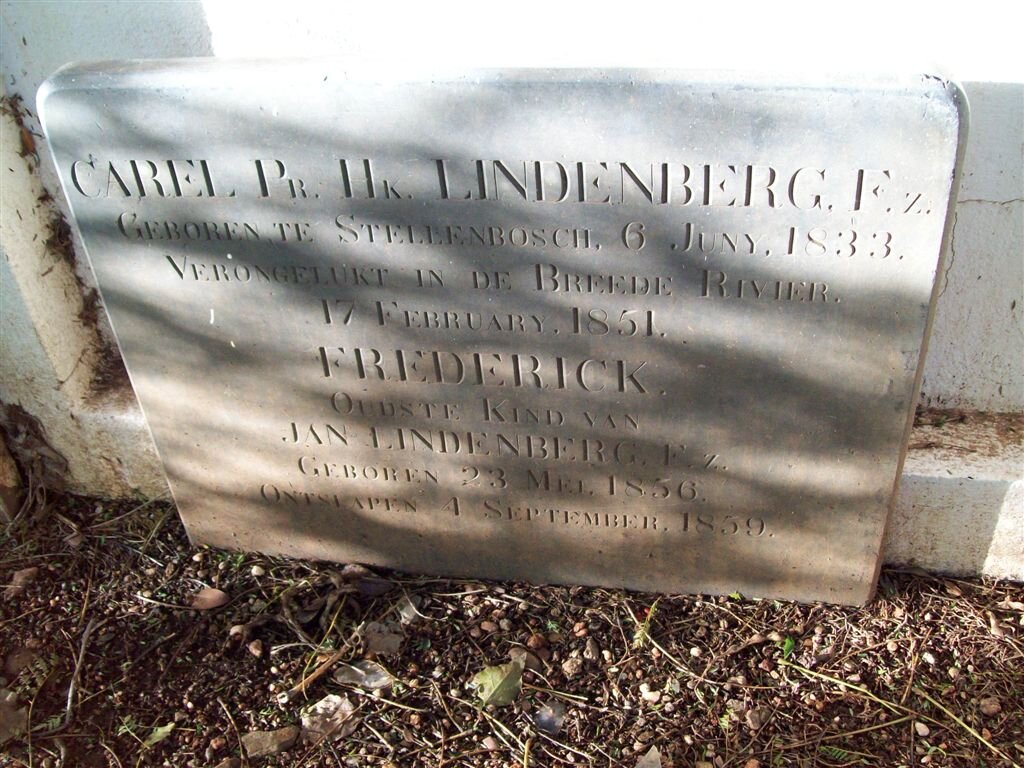 CAREL PR. HK. LINDENBERG, F. Z.
GEBOREN TE STELLENBOSCH, 6 JUNY, 1833.
VERONGELUKT IN DE BREEDE RIVIER.
17 FEBRUARY, 1851.
FREDERICK.
OUDSTE KIND VAN
JAN LINDENBERG, F. Z.
GEBOREN 23 MEI, 1856.
ONTSLAPEN 4 SEPTEMBER, 1859.